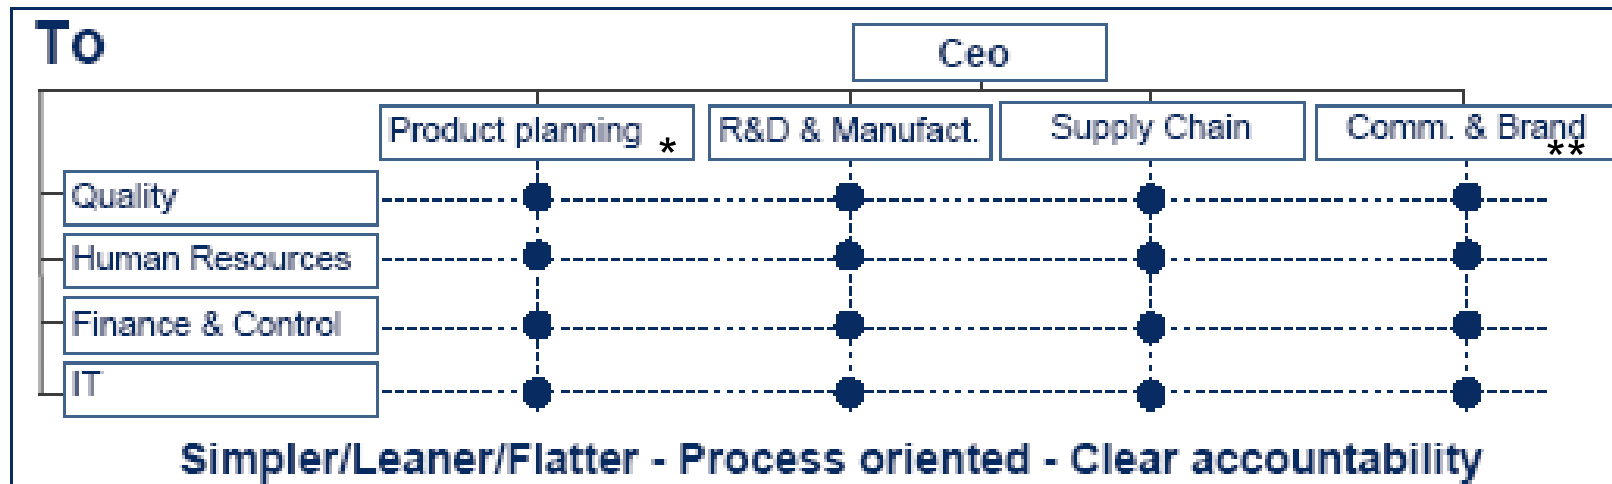 To
Ceo
Product planning *
R&D & Manufact.
Supply Chain
Comm. & Brand
**
Quality
Human Resources
Finance & Control
IT
Simpler/Leaner/Flatter - Process oriented - Clear accountability